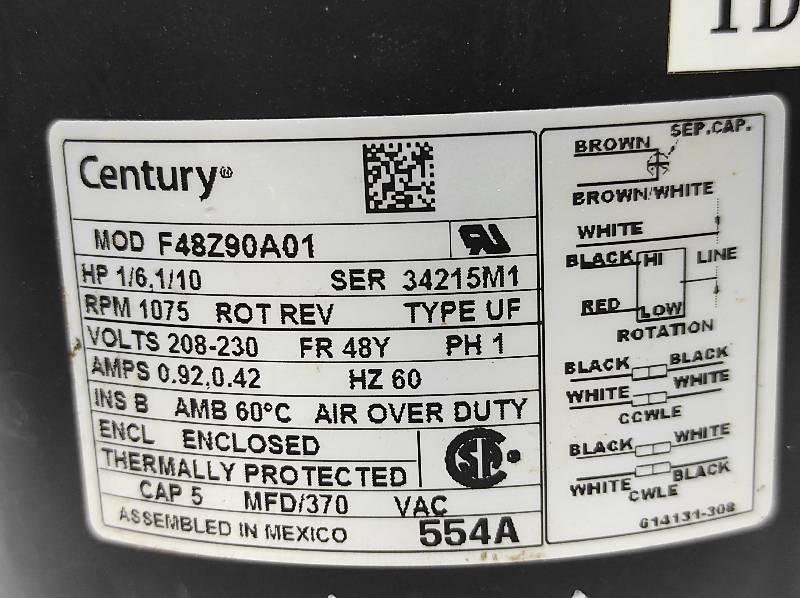 Century®
MOD F48Z90A01
HP 1/6,1/10 SER 34215M1
RPM 1075 ROT REV TYPE UF
VOLTS 208-230 FR 48Y PH 1
AMPS 0.92,0.42 HZ 60
INS B AMB 60°C AIR OVER DUTY
ENCL ENCLOSED
THERMALLY PROTECTED
CAP 5 MFD/370 VAC
ASSEMBLED IN MEXICO 554A
SEP.CAP.
BROWN
BROWN/WHITE
WHITE
BLACK HI LINE
RED LOW
ROTATION
BLACK BLACK
WHITE WHITE
CCWLE
BLACK WHITE
WHITE BLACK
CWLE
614131-308